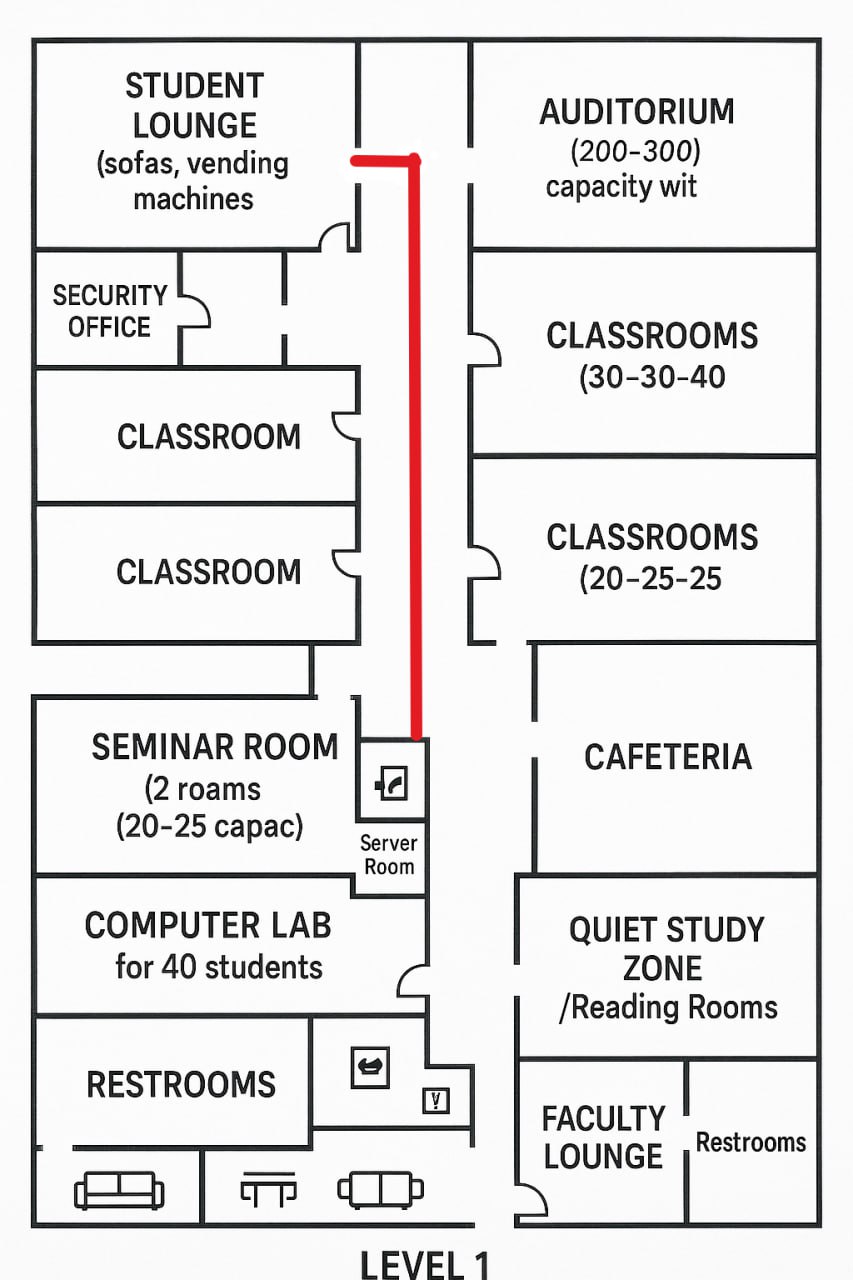 STUDENT
LOUNGE
(sofas, vending
machines
AUDITORIUM
(200-300)
capacity wit
SECURITY
OFFICE
CLASSROOMS
(30-30-40
CLASSROOM
CLASSROOMS
(20-25-25
CLASSROOM
SEMINAR ROOM
(2 roams
(20-25 capac)
CAFETERIA
Server
Room
COMPUTER LAB
for 40 students
QUIET STUDY
ZONE
/Reading Rooms
RESTROOMS
FACULTY
LOUNGE
Restrooms
LEVEL 1